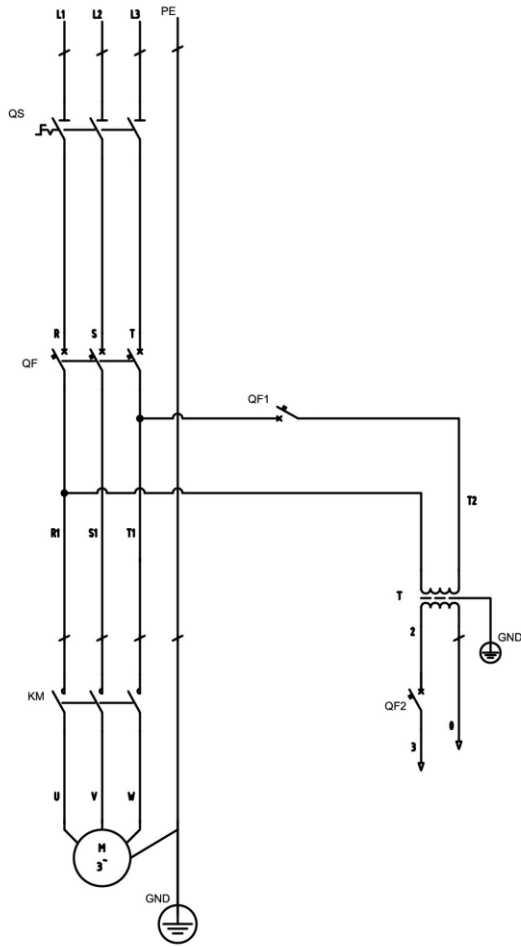 L1 L2 L3 PE
QS
R S T
QF
QF1
T2
R1 S1 T1
T
2
GND
KM
QF2
0
3
U V W
M
3~
GND